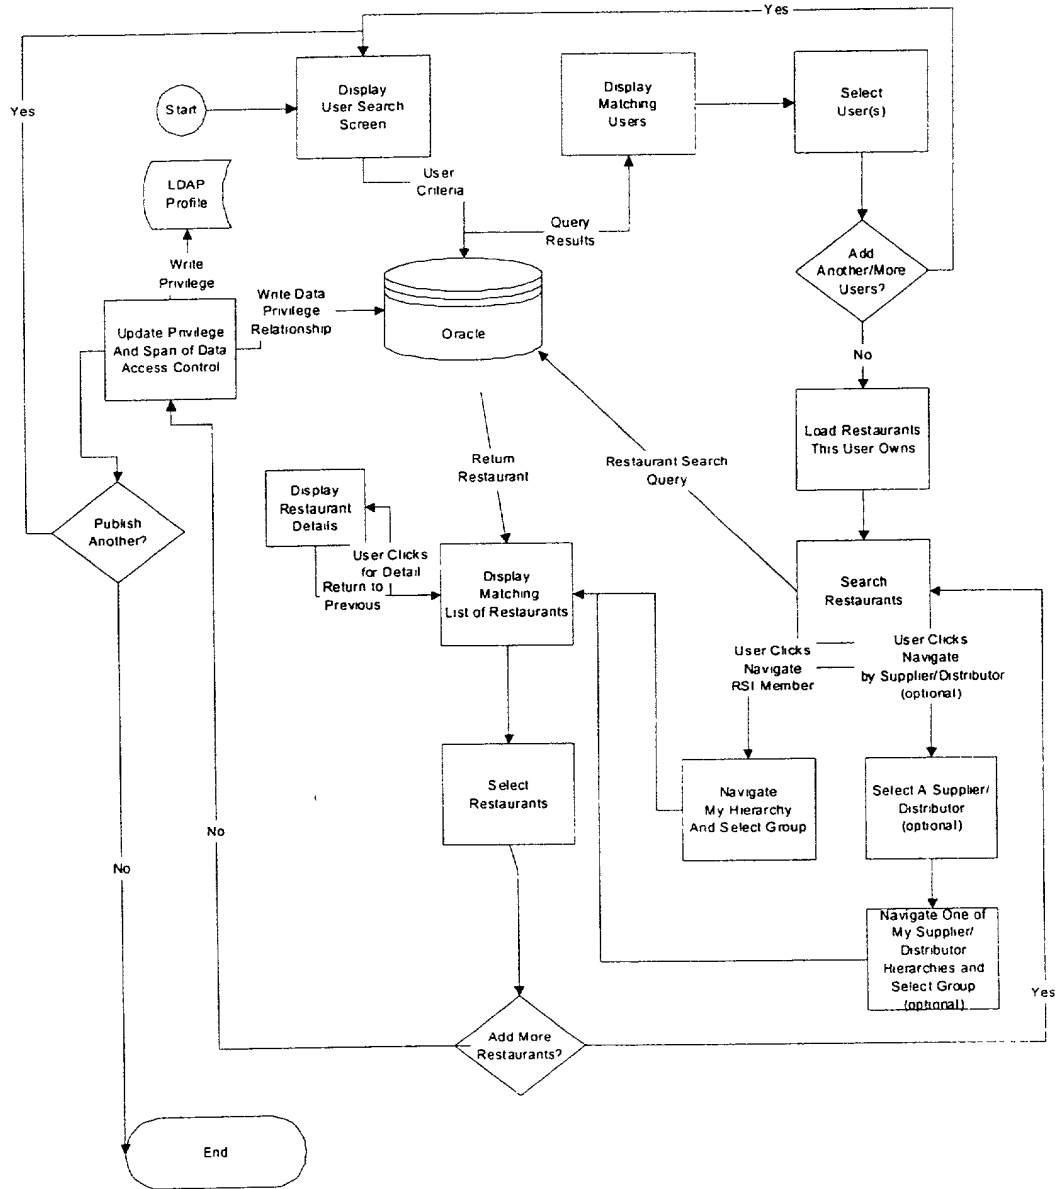 Yes
Yes
Start
Display
User Search
Screen
Display
Matching
Users
Select
User(s)
LDAP
Profile
User
Criteria
Query
Results
Add
Another/More
Users?
Write
Privilege
Write Data
Privilege
Relationship
Oracle
Update Privilege
And Span of Data
Access Control
No
Load Restaurants
This User Owns
Return
Restaurant
Restaurant Search
Query
Display
Restaurant
Details
Publish
Another?
User Clicks
for Detail
Return to
Previous
Display
Matching
List of Restaurants
Search
Restaurants
User Clicks
Navigate
RSI Member
User Clicks
Navigate
by Supplier/Distributor
(optional)
Select
Restaurants
Navigate
My Hierarchy
And Select Group
Select A Supplier/
Distributor
(optional)
No
No
Navigate One of
My Supplier/
Distributor
Hierarchies and
Select Group
(optional)
Yes
Add More
Restaurants?
End